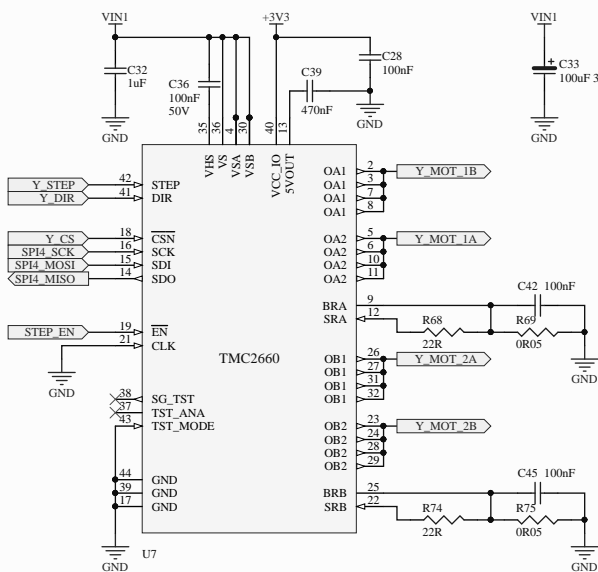 VIN1
+3V3
VIN1
C32
1uF
GND
C36
100nF
50V
C39
470nF
C28
100nF
GND
C33
100uF 3
GND
35
36
4
30
40
13
VHS
VS
VSA
VSB
VCC_IO
5VOUT
Y_STEP 42 STEP
Y_DIR 41 DIR
Y_CS 18 CSN
SPI4_SCK 16 SCK
SPI4_MOSI 15 SDI
SPI4_MISO 14 SDO
STEP_EN 19 EN
21 CLK
GND
TMC2660
38 SG_TST
37 TST_ANA
43 TST_MODE
44 GND
39 GND
17 GND
GND
U7
OA1 2 Y_MOT_1B
OA1 3
OA1 7
OA1 8
OA2 5 Y_MOT_1A
OA2 6
OA2 10
OA2 11
BRA 9
SRA 12
C42 100nF
R68
22R
R69
0R05
GND
OB1 26 Y_MOT_2A
OB1 27
OB1 31
OB1 32
OB2 23 Y_MOT_2B
OB2 24
OB2 28
OB2 29
BRB 25
SRB 22
C45 100nF
R74
22R
R75
0R05
GND